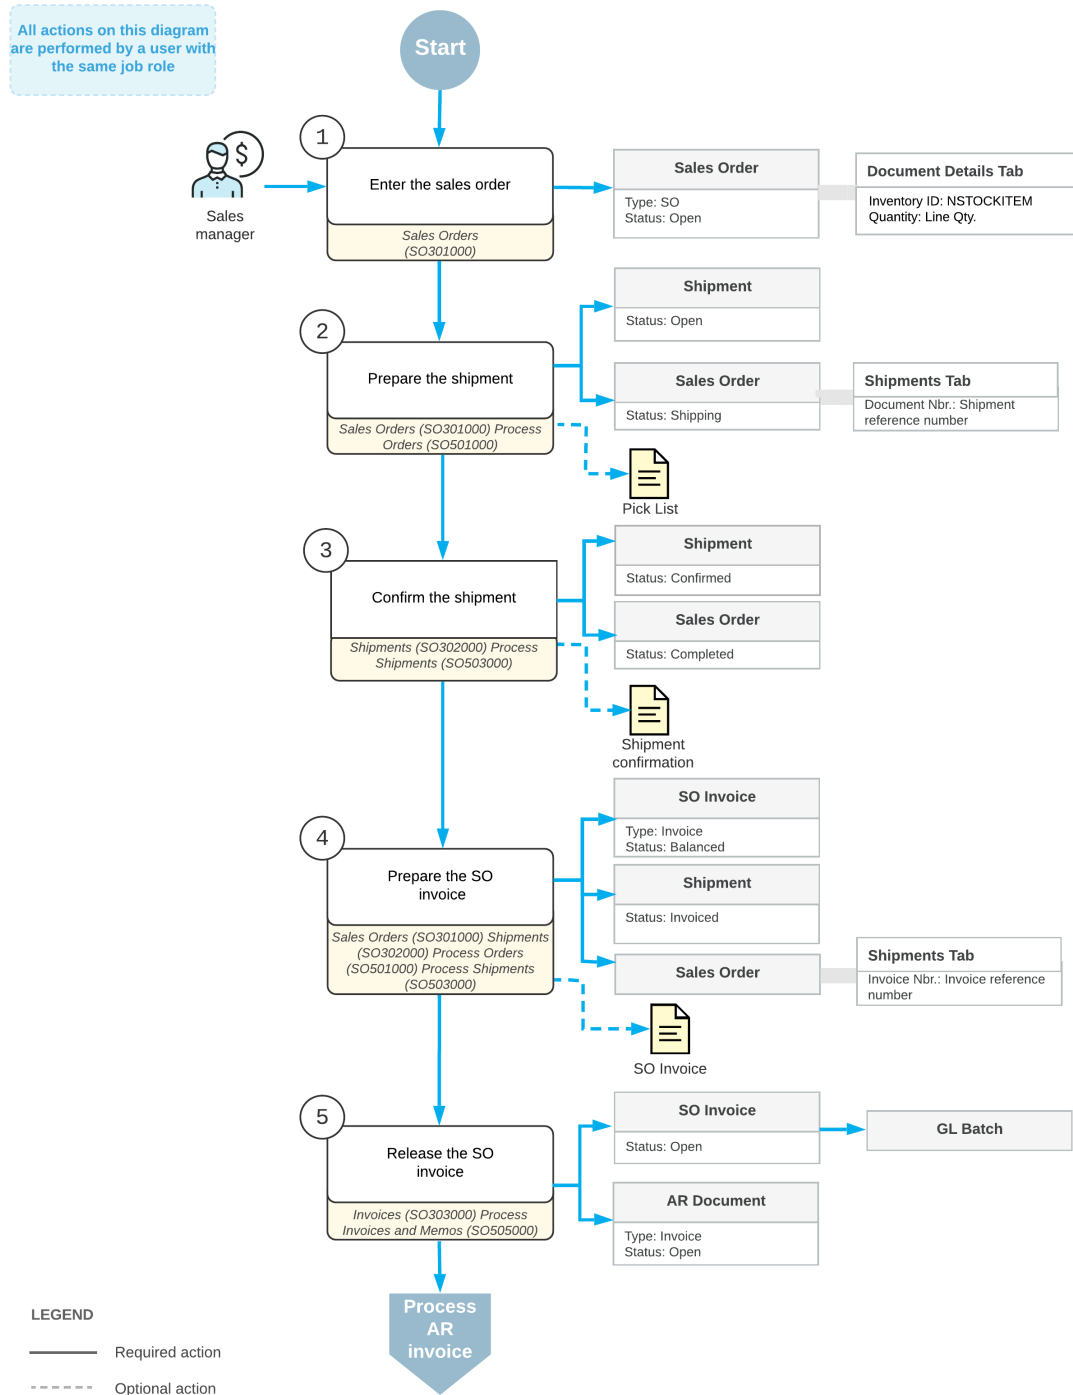 All actions on this diagram
are performed by a user with
the same job role
Start
1
Enter the sales order
Sales Orders
(SO301000)
Sales
manager
Sales Order
Type: SO
Status: Open
Document Details Tab
Inventory ID: NSTOCKITEM
Quantity: Line Qty.
2
Prepare the shipment
Sales Orders (SO301000) Process
Orders (SO501000)
Shipment
Status: Open
Sales Order
Status: Shipping
Shipments Tab
Document Nbr.: Shipment
reference number
Pick List
3
Confirm the shipment
Shipments (SO302000) Process
Shipments (SO503000)
Shipment
Status: Confirmed
Sales Order
Status: Completed
Shipment
confirmation
4
Prepare the SO
invoice
Sales Orders (SO301000) Shipments
(SO302000) Process Orders
(SO501000) Process Shipments
(SO503000)
SO Invoice
Type: Invoice
Status: Balanced
Shipment
Status: Invoiced
Sales Order
Shipments Tab
Invoice Nbr.: Invoice reference
number
SO Invoice
5
Release the SO
invoice
Invoices (SO303000) Process
Invoices and Memos (SO505000)
SO Invoice
Status: Open
GL Batch
AR Document
Type: Invoice
Status: Open
Process
AR
invoice
LEGEND
Required action
Optional action